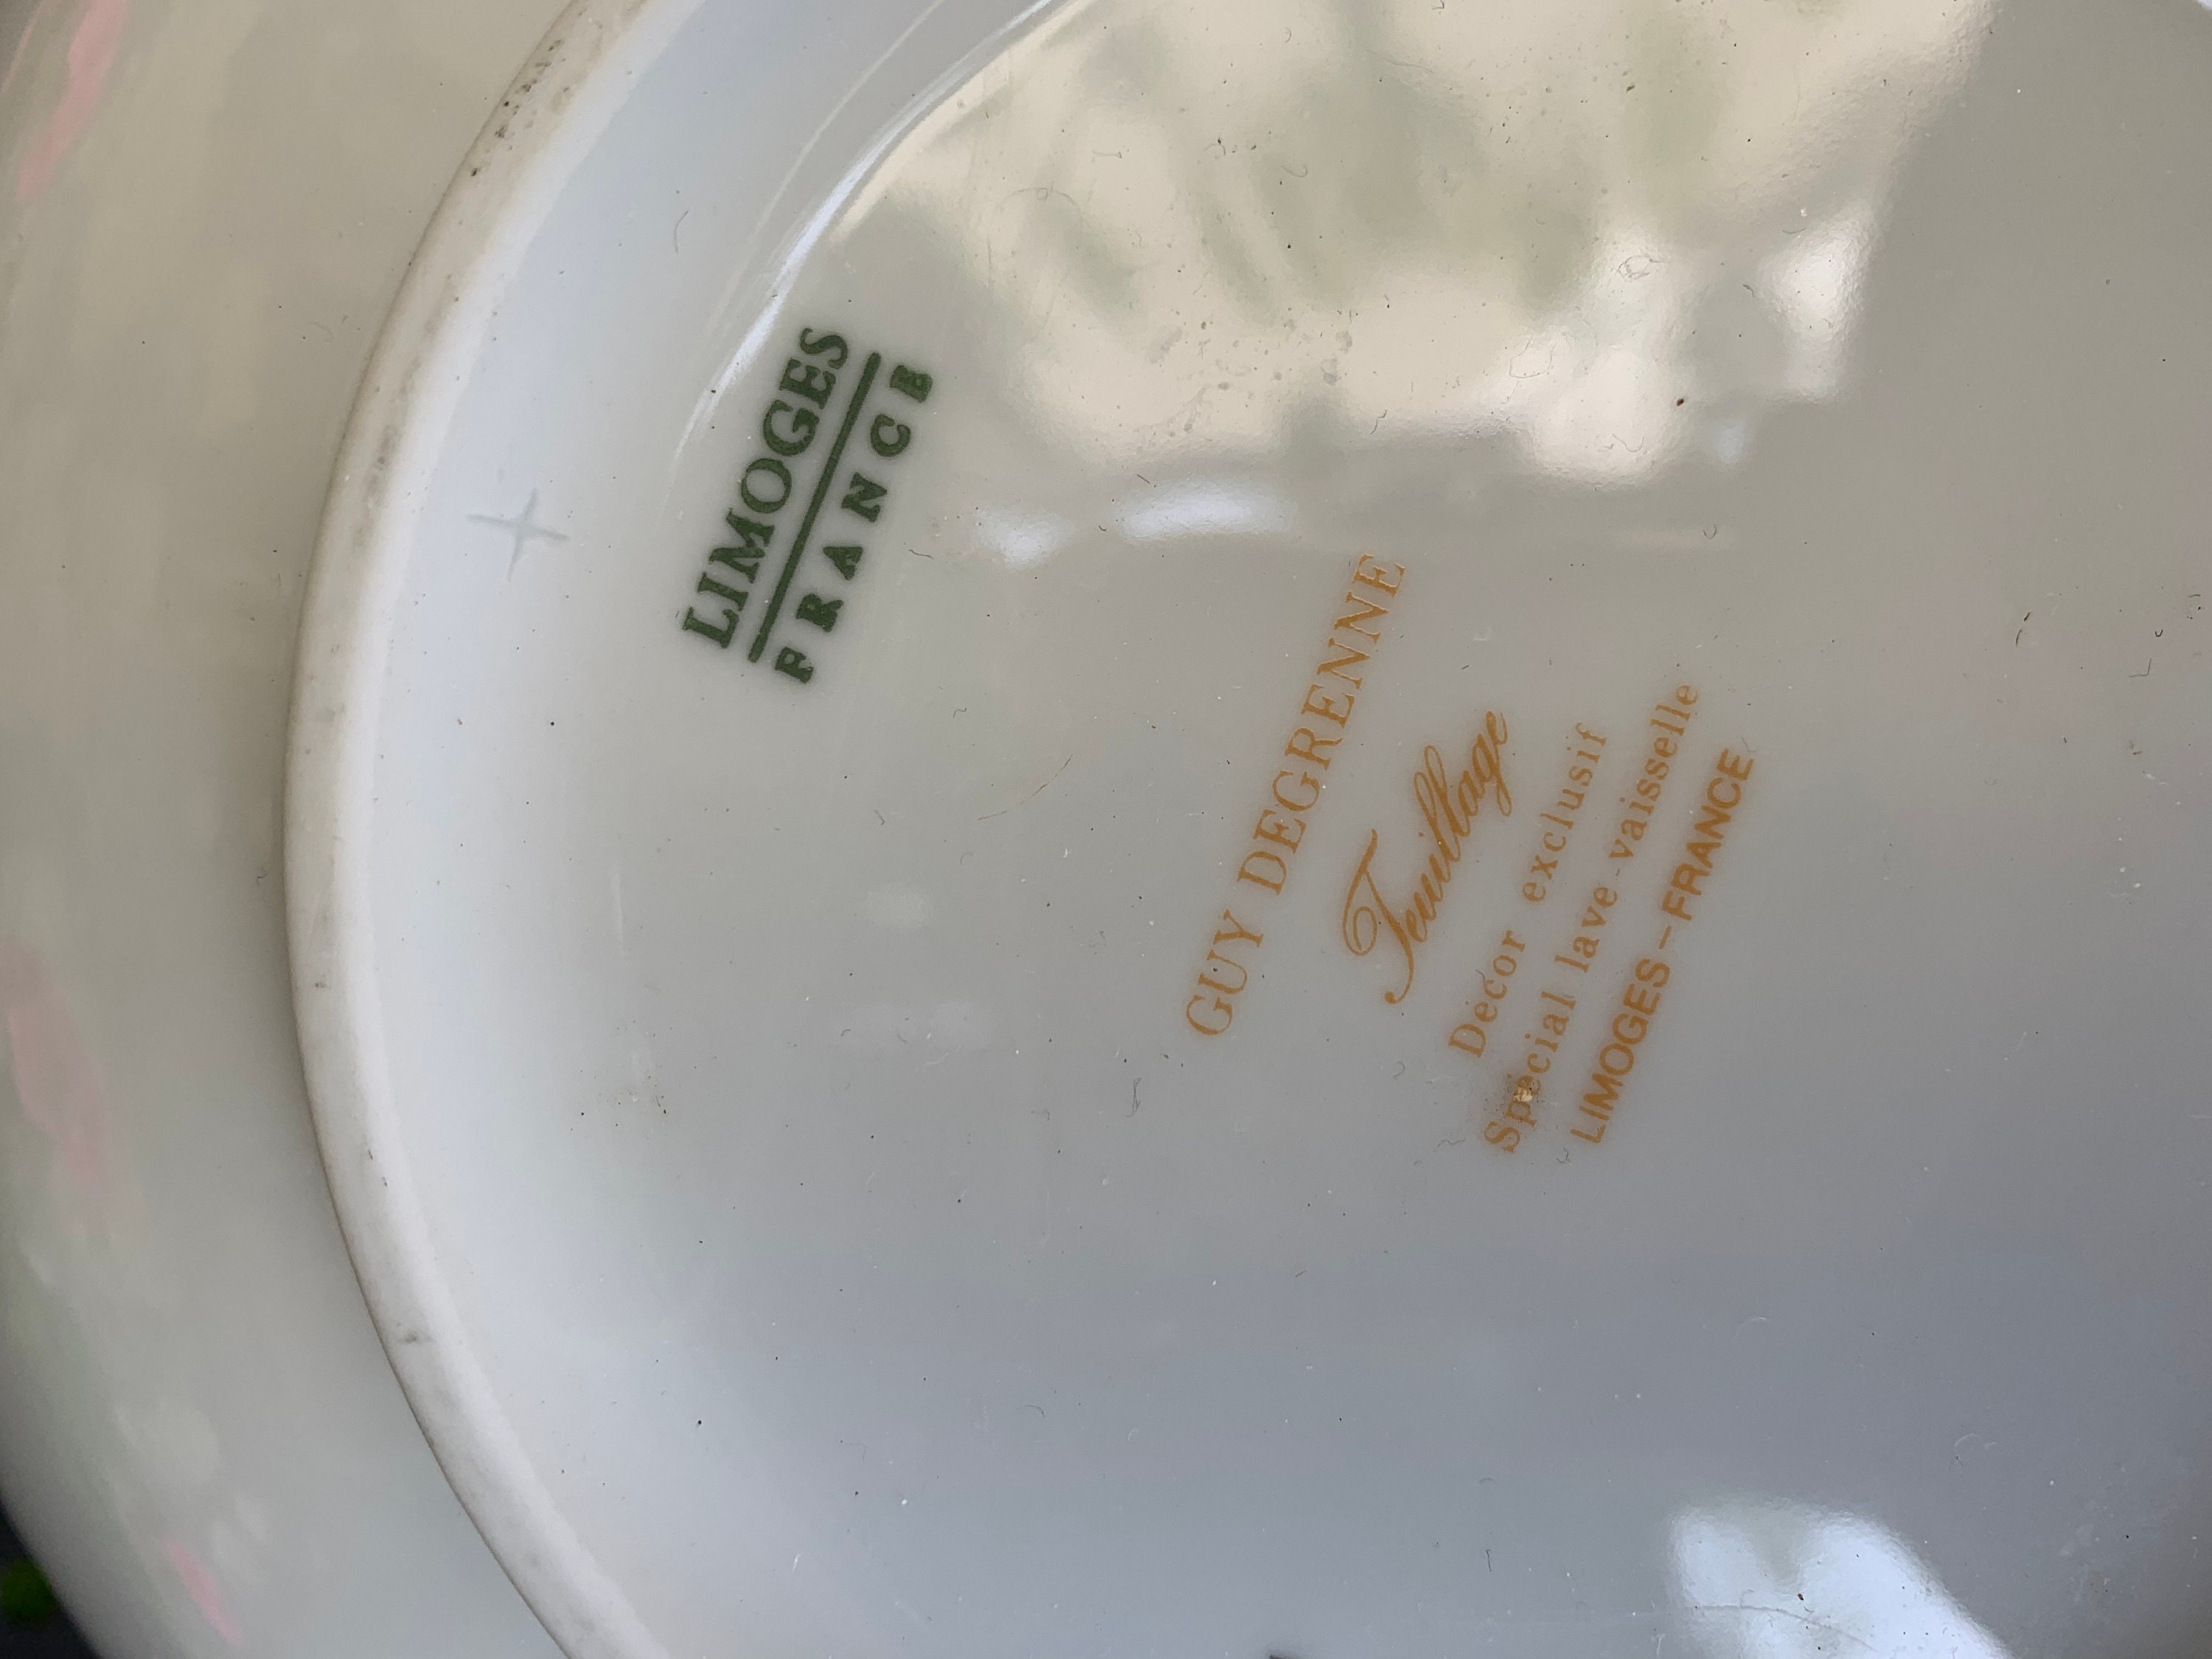 LIMOGES
FRANCE
GUY DEGRENNE
Feuillage
Décor exclusif
Spécial lave-vaisselle
LIMOGES-FRANCE